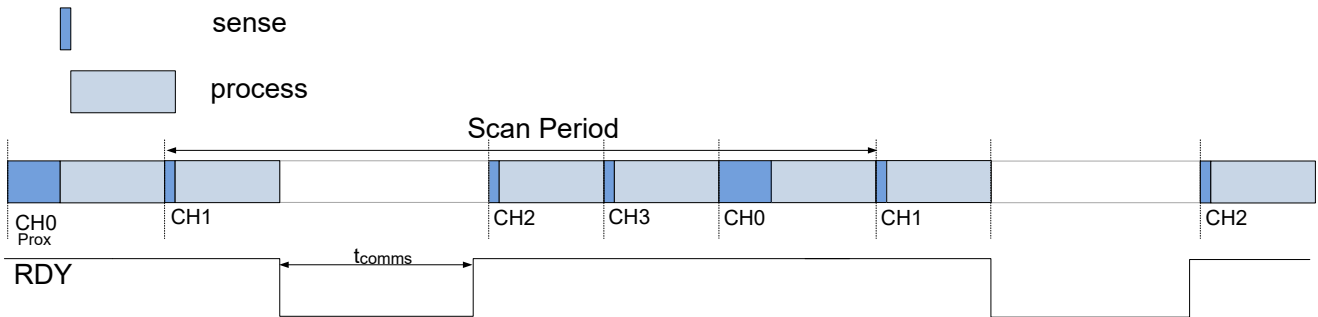 sense
process
Scan Period
CH0
Prox
CH1
CH2
CH3
CH0
CH1
CH2
RDY
tcomms